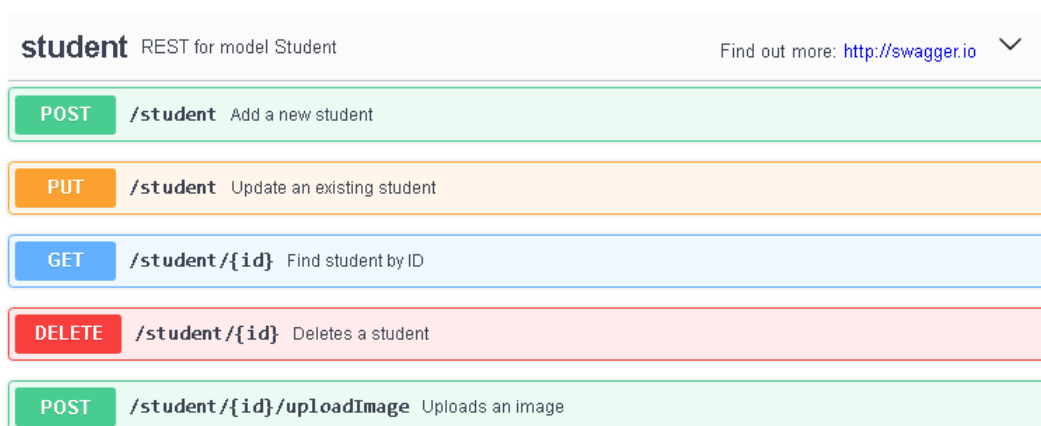 student REST for model Student Find out more: http://swagger.io
POST /student Add a new student
PUT /student Update an existing student
GET /student/{id} Find student by ID
DELETE /student/{id} Deletes a student
POST /student/{id}/uploadImage Uploads an image